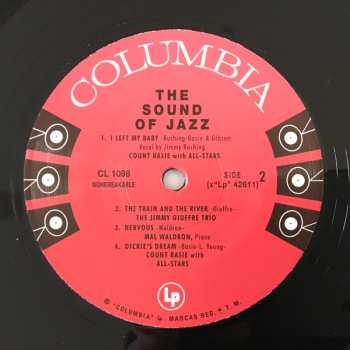 COLUMBIA
THE
SOUND
OF JAZZ
1. I LEFT MY BABY -Rushing-Basie-A. Gibson-
Vocal by Jimmy Rushing
COUNT BASIE with ALL-STARS
CL 1098
NONBREAKABLE
SIDE 2
(x"Lp" 42611)
2. THE TRAIN AND THE RIVER -Giuffre-
THE JIMMY GIUFFRE TRIO
3. NERVOUS -Waldron-
MAL WALDRON, Piano
4. DICKIE'S DREAM -Basie-L. Young-
COUNT BASIE with
ALL-STARS
Lp
® "COLUMBIA" MARCAS REG. T. M.